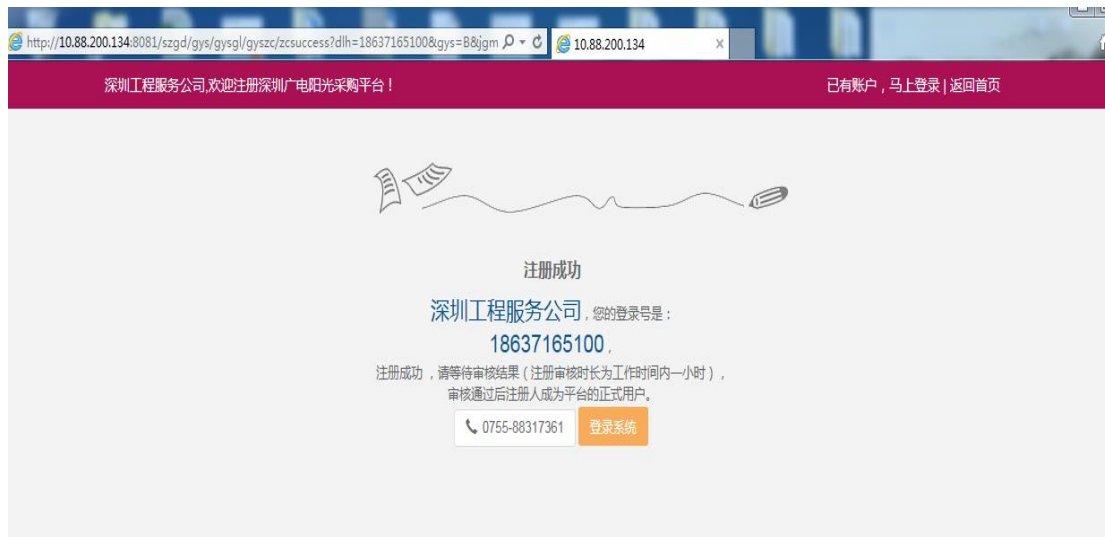 http://10.88.200.134:8081/szgd/gys/gysgl/gyszc/zcsuccess?dlh=18637165100&gys=B&jgm
10.88.200.134
深圳工程服务公司,欢迎注册深圳广电阳光采购平台！
已有账户，马上登录 | 返回首页
注册成功
深圳工程服务公司，您的登录号是：
18637165100，
注册成功 ，请等待审核结果（注册审核时长为工作时间内一小时），
审核通过后注册人成为平台的正式用户。
0755-88317361
登录系统